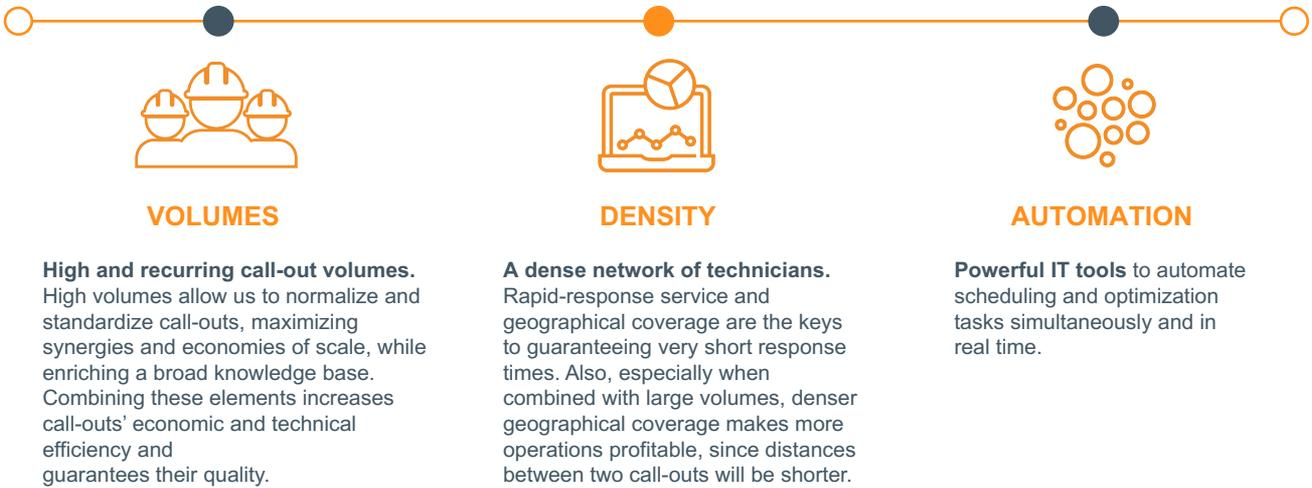 VOLUMES
High and recurring call-out volumes.
High volumes allow us to normalize and
standardize call-outs, maximizing
synergies and economies of scale, while
enriching a broad knowledge base.
Combining these elements increases
call-outs’ economic and technical
efficiency and
guarantees their quality.
DENSITY
A dense network of technicians.
Rapid-response service and
geographical coverage are the keys
to guaranteeing very short response
times. Also, especially when
combined with large volumes, denser
geographical coverage makes more
operations profitable, since distances
between two call-outs will be shorter.
AUTOMATION
Powerful IT tools to automate
scheduling and optimization
tasks simultaneously and in
real time.